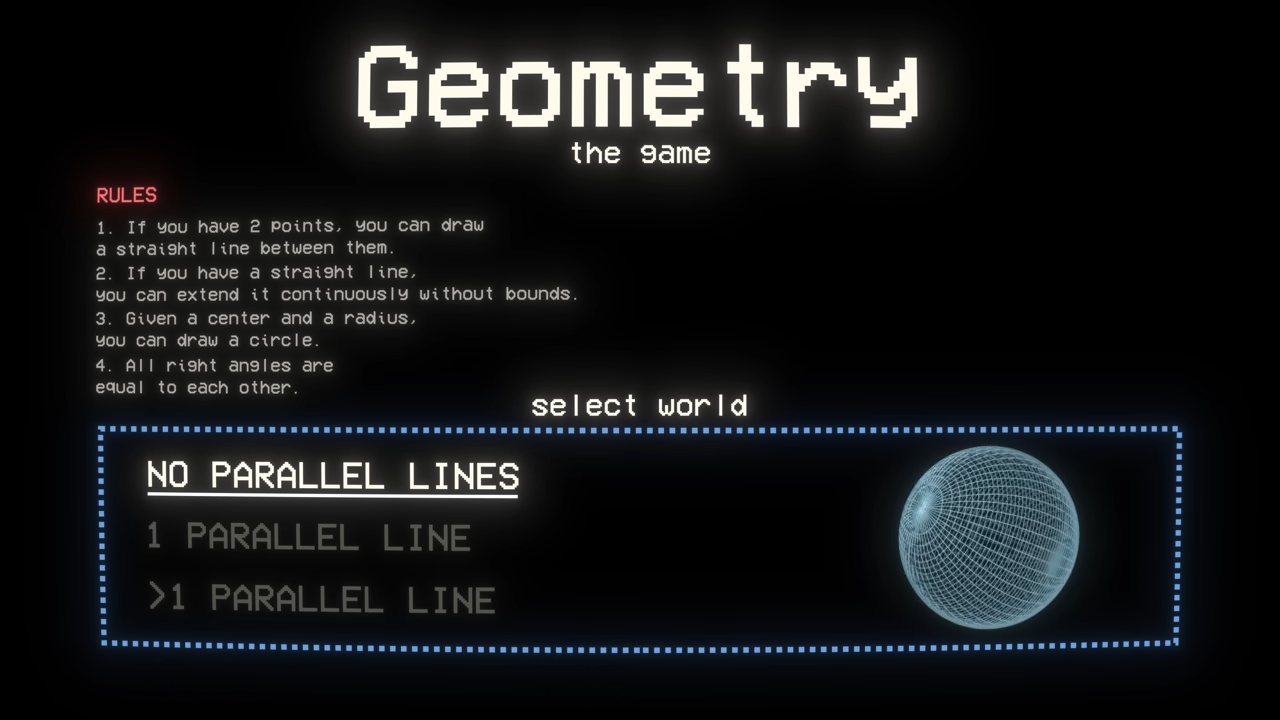 Geometry
the game
RULES
1. If you have 2 points, you can draw
a straight line between them.
2. If you have a straight line,
you can extend it continuously without bounds.
3. Given a center and a radius,
you can draw a circle.
4. All right angles are
equal to each other.
select world
NO PARALLEL LINES
1 PARALLEL LINE
>1 PARALLEL LINE